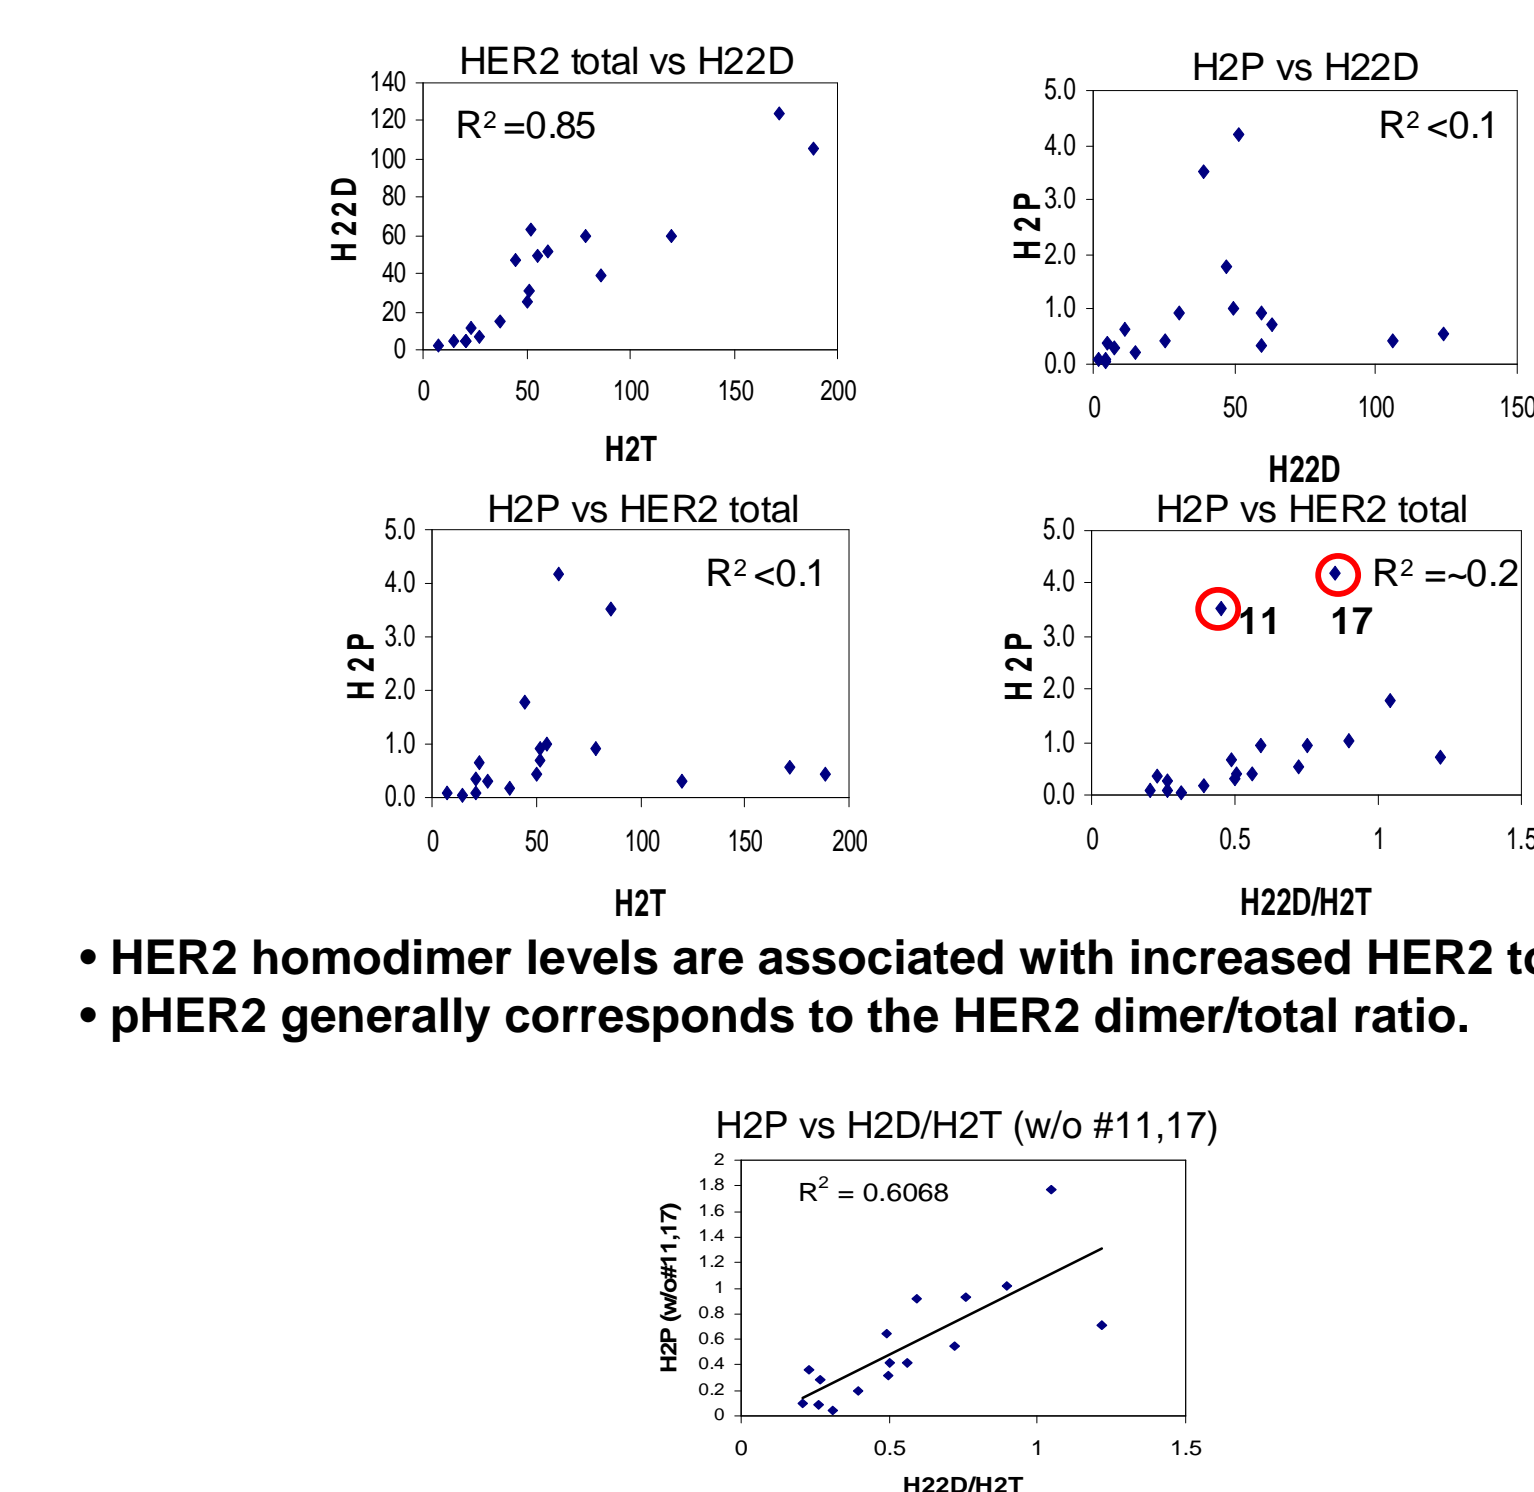 HER2 total vs H22D
140
120
100
80
60
40
20
0
R² =0.85
H22D
0 50 100 150 200
H2T
H2P vs H22D
5.0
4.0
3.0
2.0
1.0
0.0
R² <0.1
H2P
0 50 100 150
H22D
H2P vs HER2 total
5.0
4.0
3.0
2.0
1.0
0.0
R² <0.1
H2P
0 50 100 150 200
H2T
H2P vs HER2 total
5.0
4.0
3.0
2.0
1.0
0.0
R² =~0.2
11 17
H2P
0 0.5 1 1.5
H22D/H2T
• HER2 homodimer levels are associated with increased HER2
• pHER2 generally corresponds to the HER2 dimer/total ratio.
H2P vs H2D/H2T (w/o #11,17)
2
1.8
1.6
1.4
1.2
1
0.8
0.6
0.4
0.2
0
R² = 0.6068
H2P (w/o#11,17)
0 0.5 1 1.5
H22D/H2T